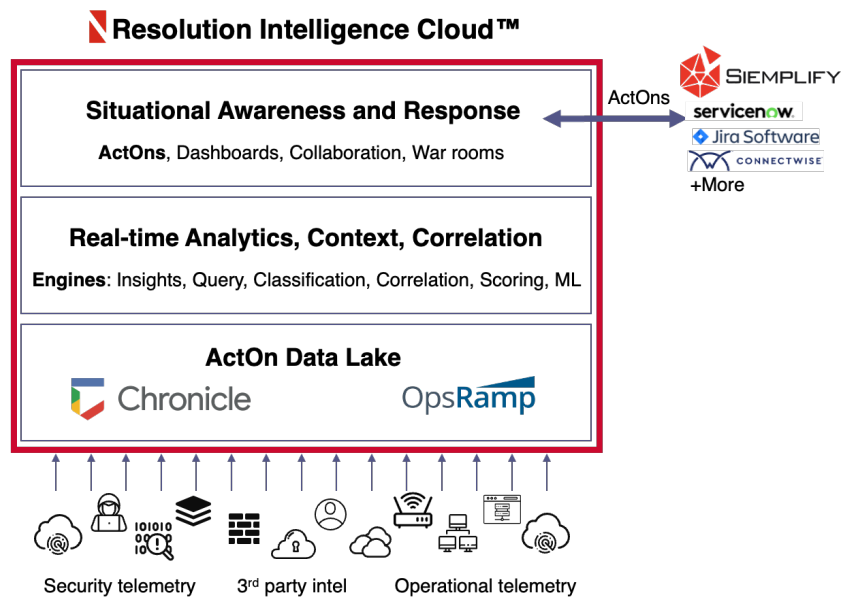 Resolution Intelligence Cloud™
Situational Awareness and Response
ActOns, Dashboards, Collaboration, War rooms
ActOns
SIEMPLIFY
servicenow
Jira Software
CONNECTWISE
+More
Real-time Analytics, Context, Correlation
Engines: Insights, Query, Classification, Correlation, Scoring, ML
ActOn Data Lake
Chronicle
OpsRamp
010101
Security telemetry
3rd party intel
Operational telemetry